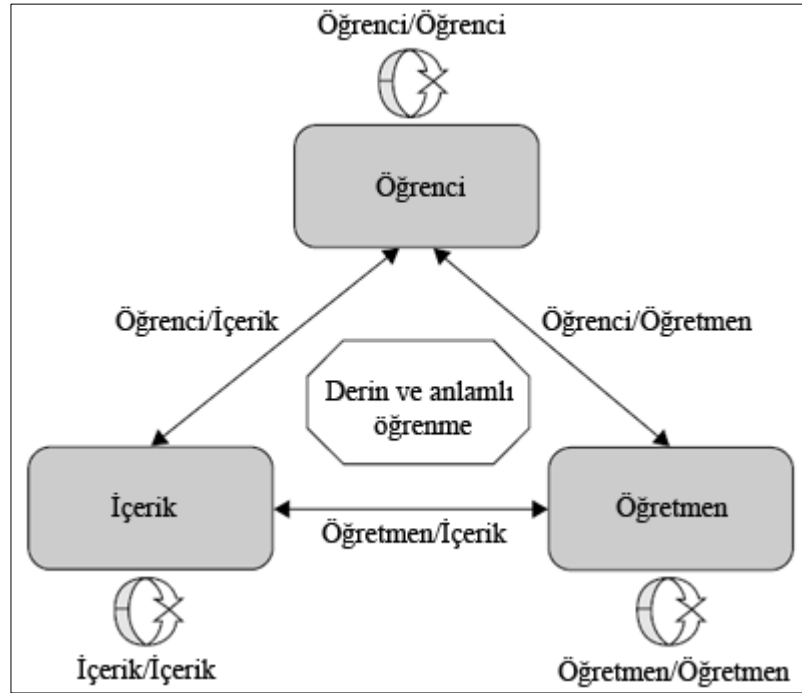 Öğrenci/Öğrenci
Öğrenci
Öğrenci/İçerik
Öğrenci/Öğretmen
Derin ve anlamlı
öğrenme
İçerik
Öğretmen
Öğretmen/İçerik
İçerik/İçerik
Öğretmen/Öğretmen